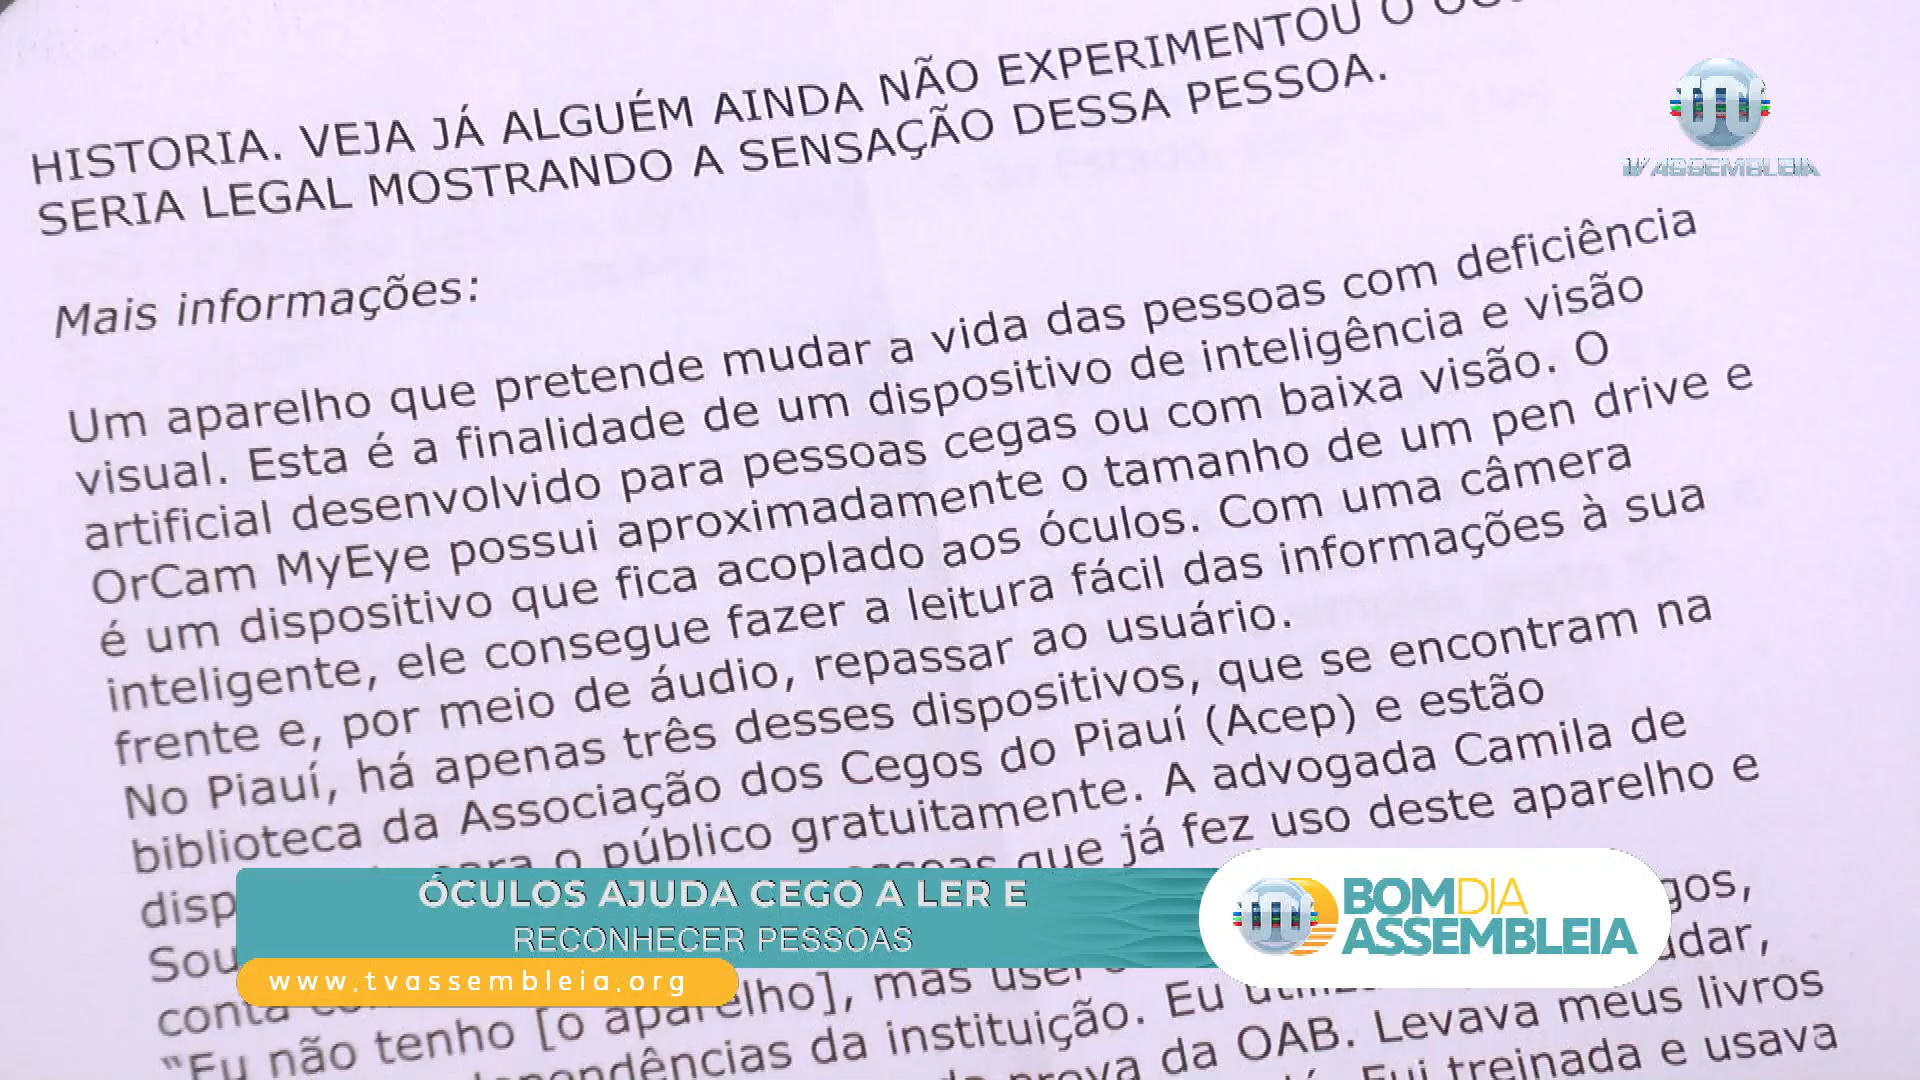 HISTORIA. VEJA JÁ ALGUÉM AINDA NÃO EXPERIMENTOU O
SERIA LEGAL MOSTRANDO A SENSAÇÃO DESSA PESSOA.
TV ASSEMBLEIA
Mais informações:
Um aparelho que pretende mudar a vida das pessoas com deficiência
visual. Esta é a finalidade de um dispositivo de inteligência e visão
artificial desenvolvido para pessoas cegas ou com baixa visão. O
OrCam MyEye possui aproximadamente o tamanho de um pen drive e
é um dispositivo que fica acoplado aos óculos. Com uma câmera
inteligente, ele consegue fazer a leitura fácil das informações à sua
frente e, por meio de áudio, repassar ao usuário.
No Piauí, há apenas três desses dispositivos, que se encontram na
biblioteca da Associação dos Cegos do Piauí (Acep) e estão
o público gratuitamente. A advogada Camila de
que já fez uso deste aparelho e
conta
"Eu não tenho [o aparelho], mas usei
da instituição. Eu
prova da OAB. Levava meus livros
Fui treinada e usava
ÓCULOS AJUDA CEGO A LER E
RECONHECER PESSOAS
www.tvassembleia.org
BOM DIA
ASSEMBLEIA